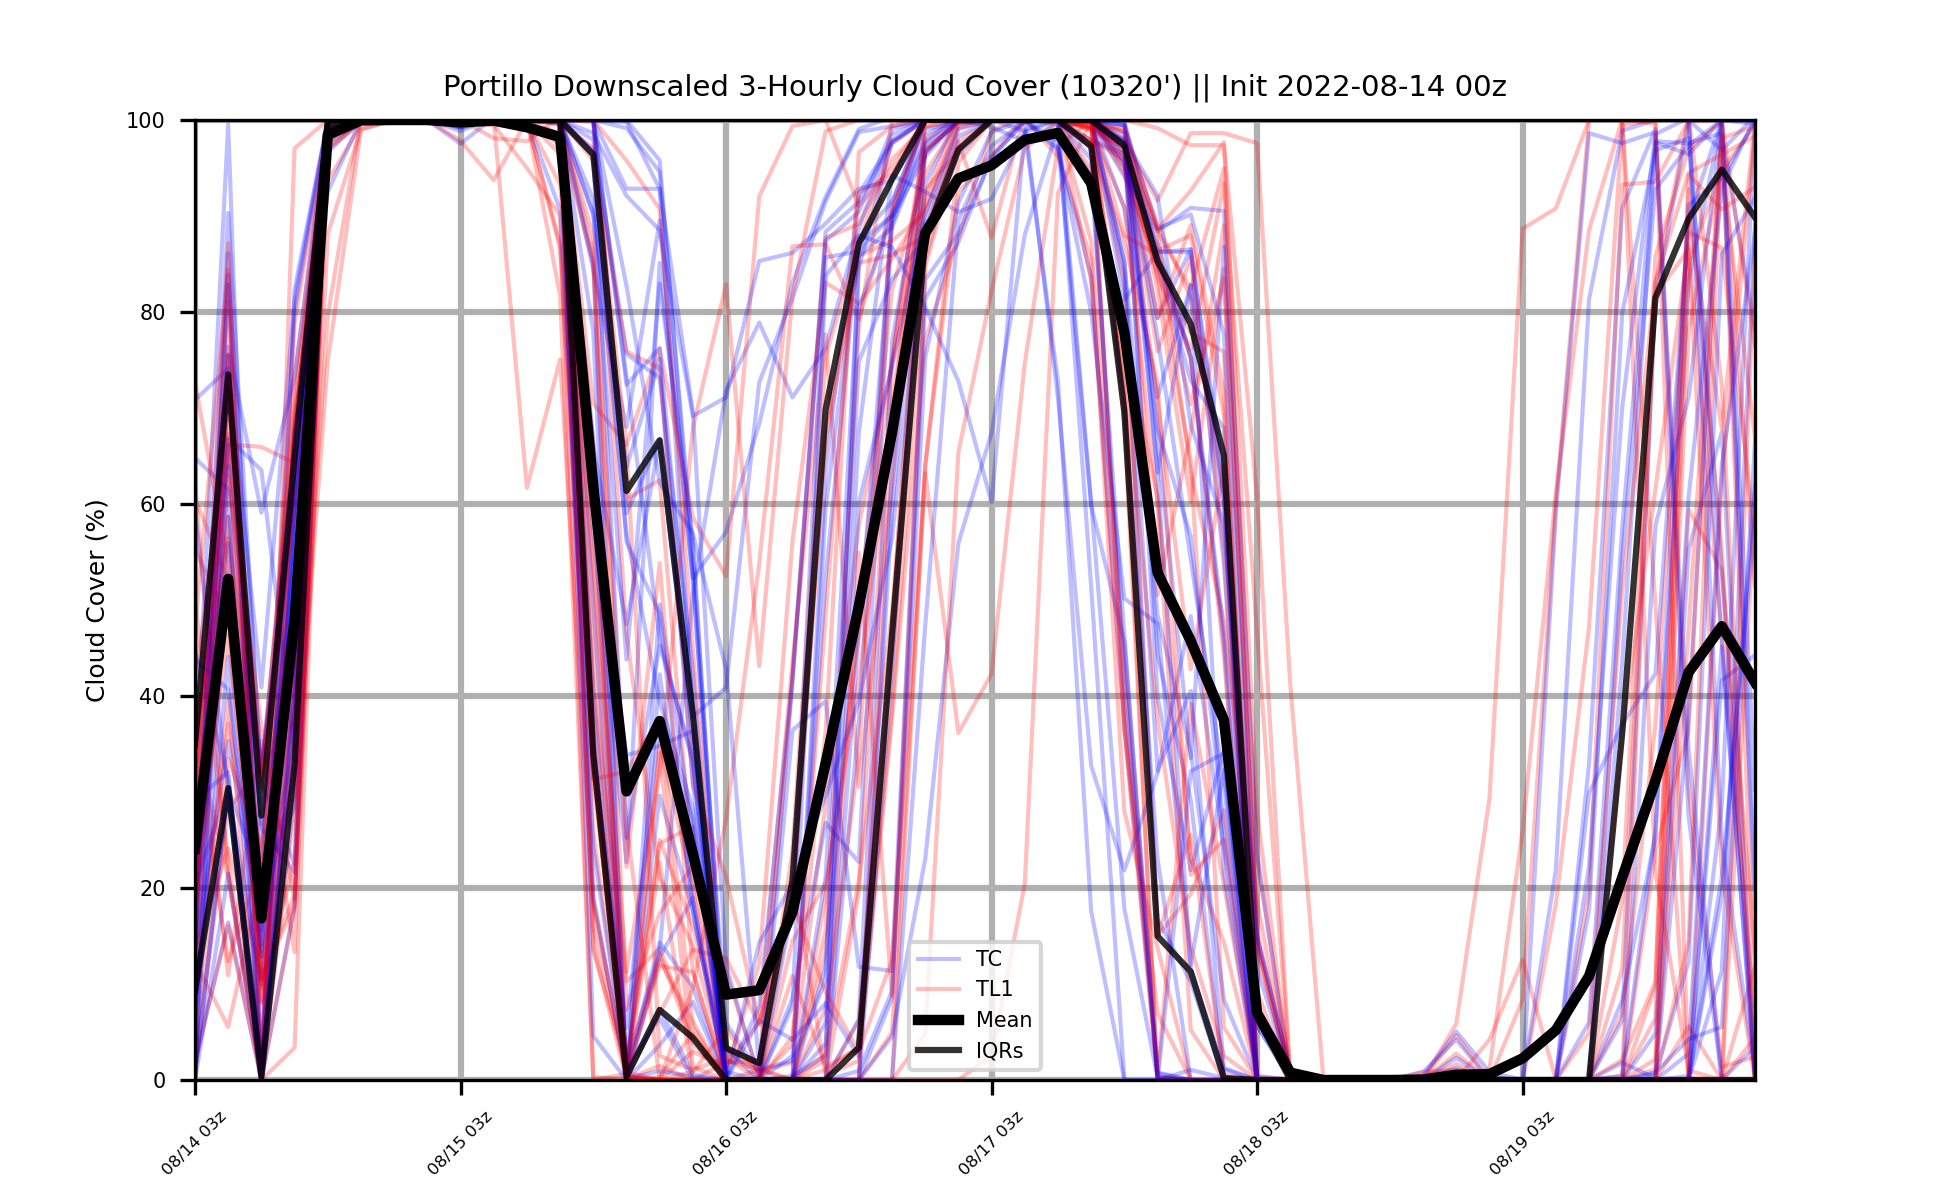 Portillo Downscaled 3-Hourly Cloud Cover (10320') || Init 2022-08-14 00z
Cloud Cover (%)
100
80
60
40
20
0
TC
TL1
Mean
IQRs
08/14 03z
08/15 03z
08/16 03z
08/17 03z
08/18 03z
08/19 03z